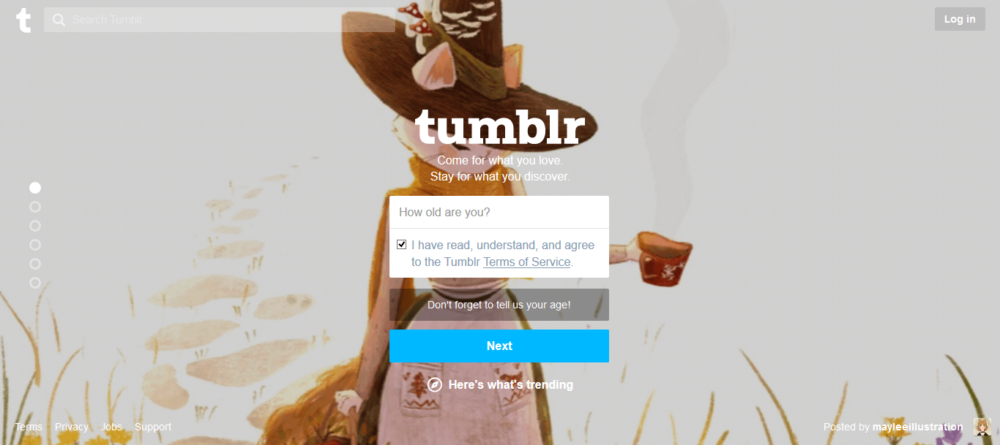 t
Search Tumblr
Log in
tumblr
Come for what you love.
Stay for what you discover.
How old are you?
I have read, understand, and agree
to the Tumblr Terms of Service.
Don't forget to tell us your age!
Next
Here's what's trending
Terms Privacy Jobs Support
Posted by mayleeillustration